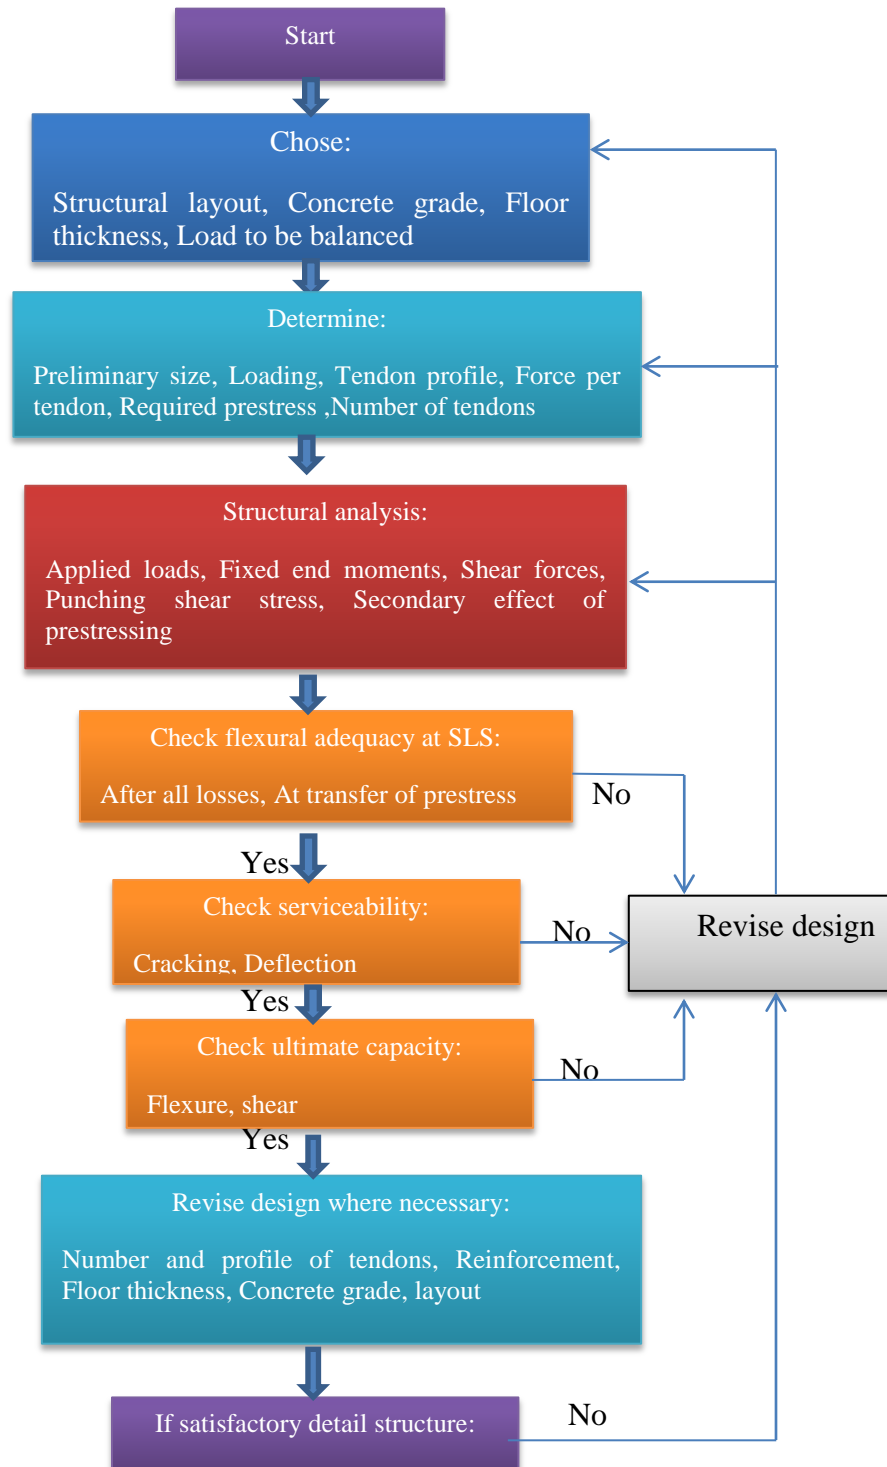 Start
Chose:
Structural layout, Concrete grade, Floor
thickness, Load to be balanced
Determine:
Preliminary size, Loading, Tendon profile, Force per
tendon, Required prestress ,Number of tendons
Structural analysis:
Applied loads, Fixed end moments, Shear forces,
Punching shear stress, Secondary effect of
prestressing
Check flexural adequacy at SLS:
After all losses, At transfer of prestress
No
Yes
Check serviceability:
Cracking, Deflection
No
Revise design
Yes
Check ultimate capacity:
Flexure, shear
No
Yes
Revise design where necessary:
Number and profile of tendons, Reinforcement,
Floor thickness, Concrete grade, layout
If satisfactory detail structure:
No